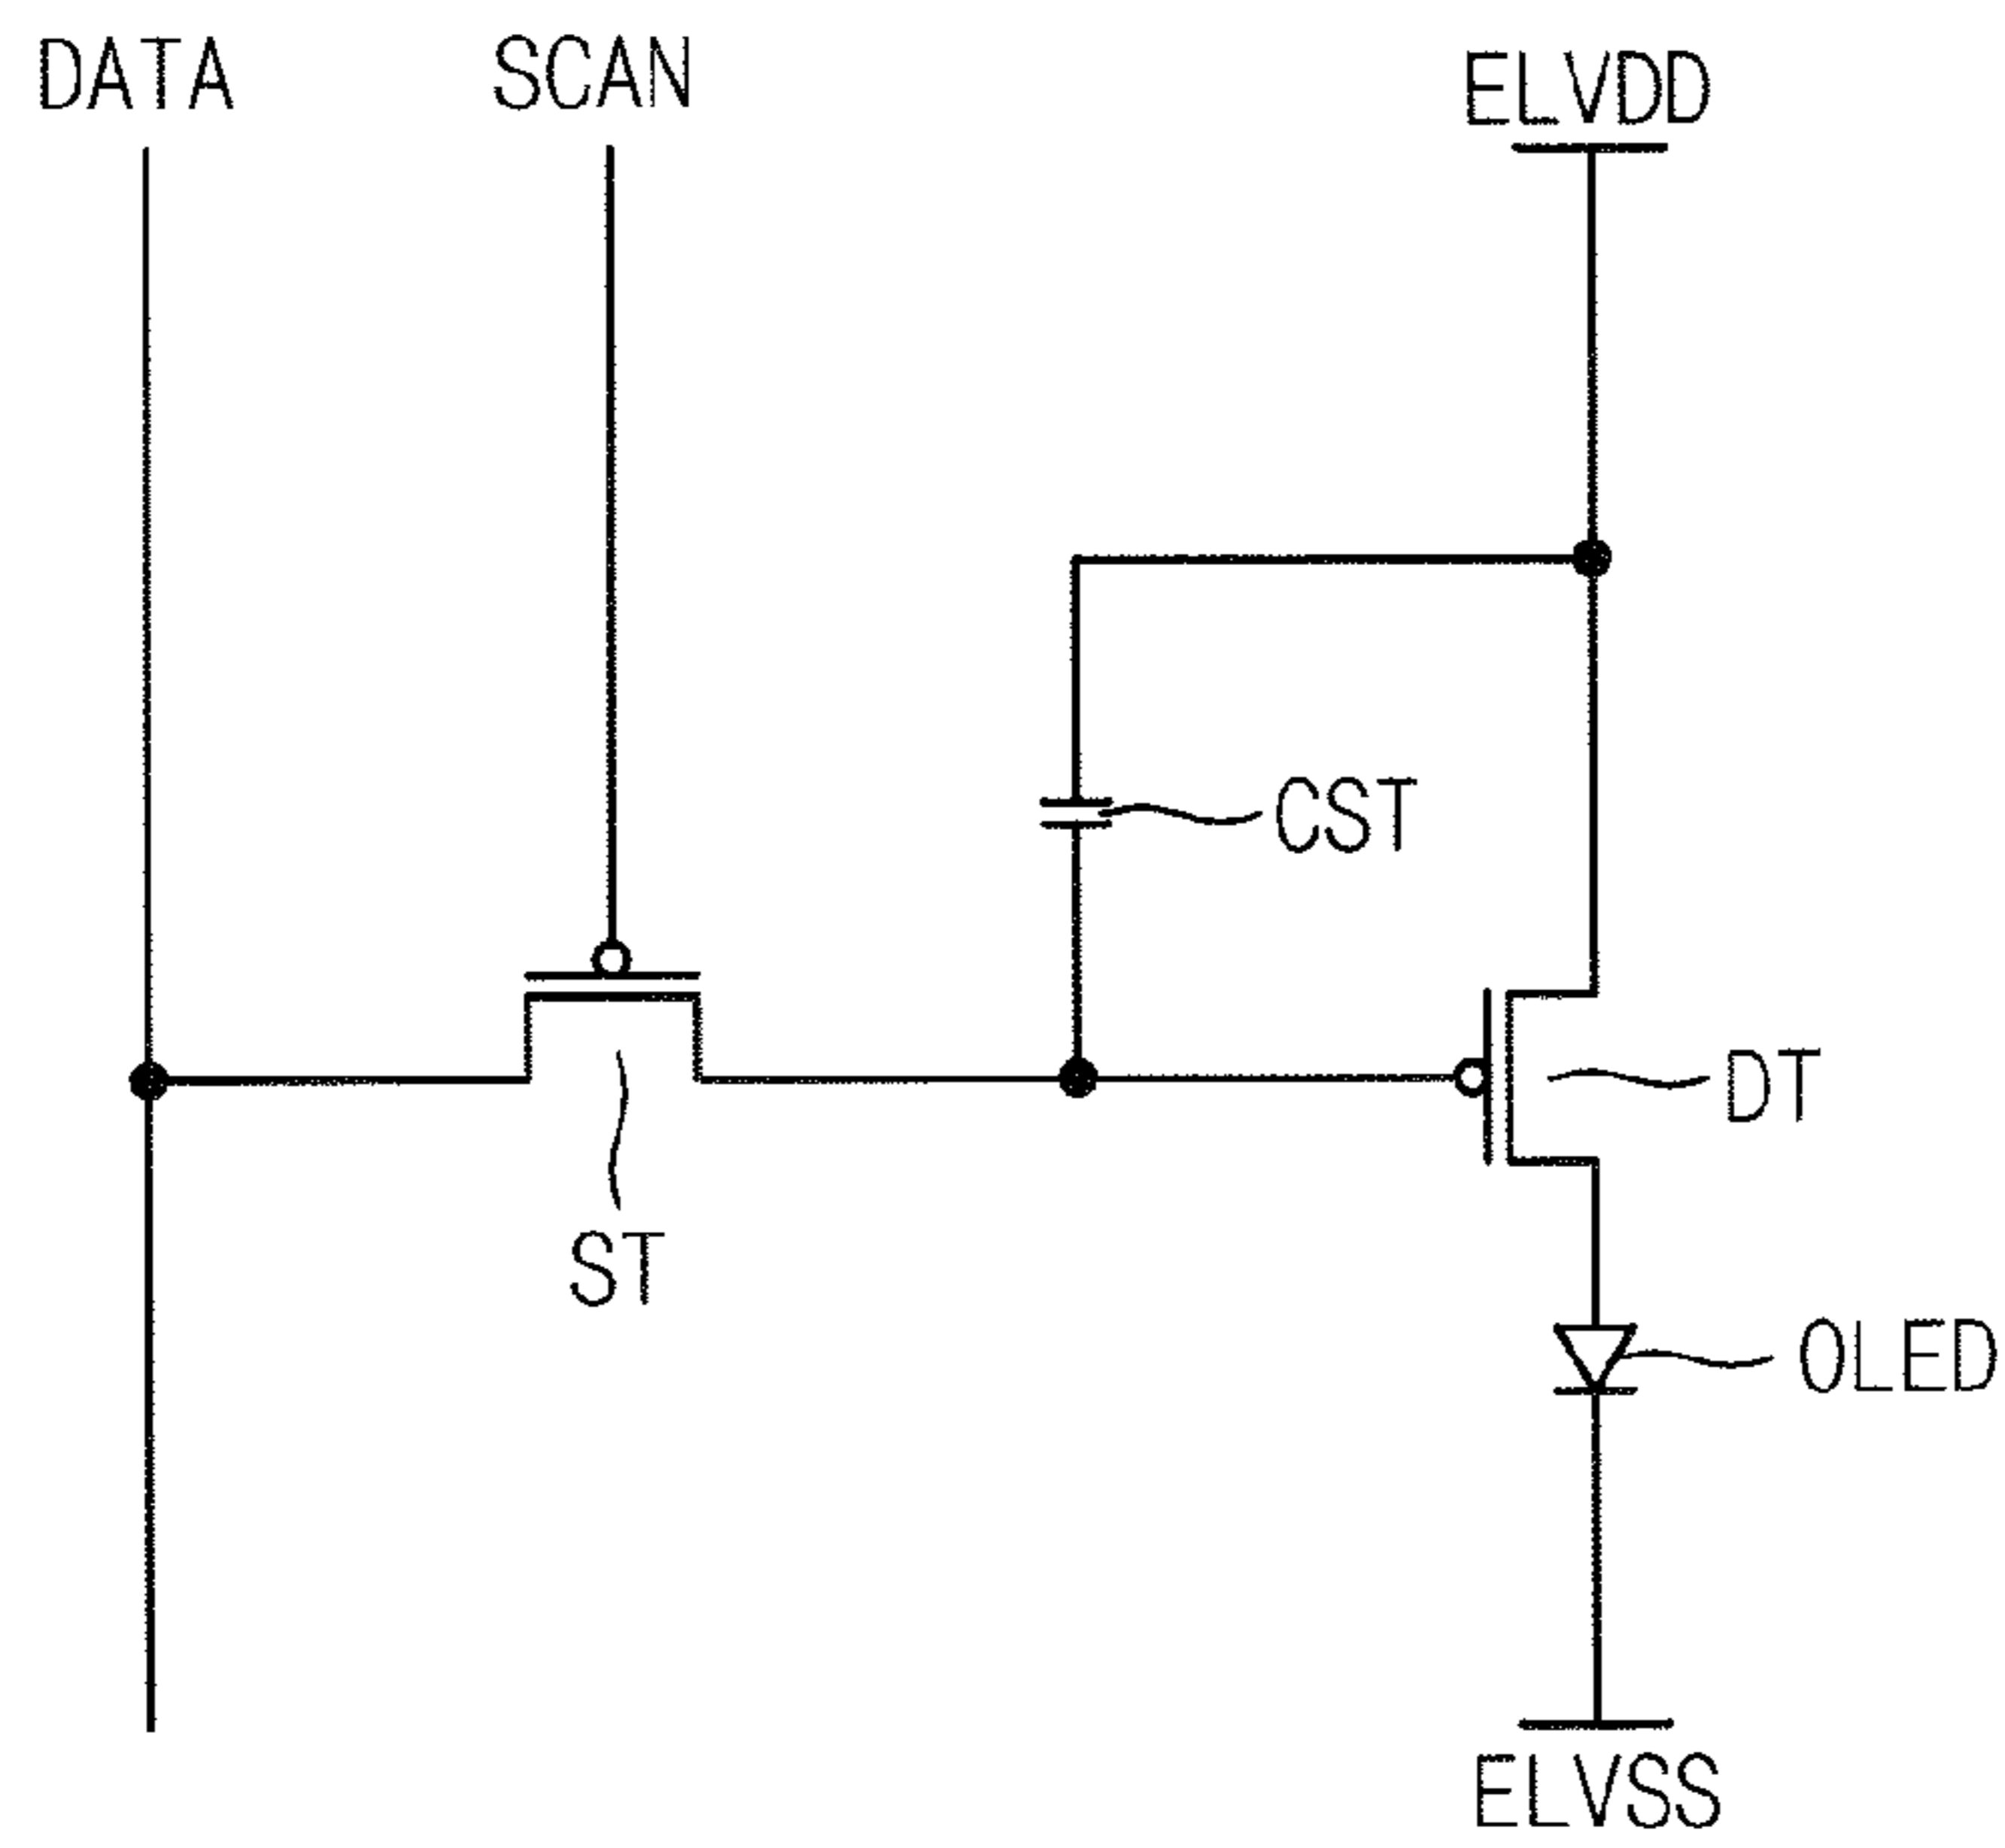 DATA
SCAN
ELVDD
CST
DT
ST
OLED
ELVSS